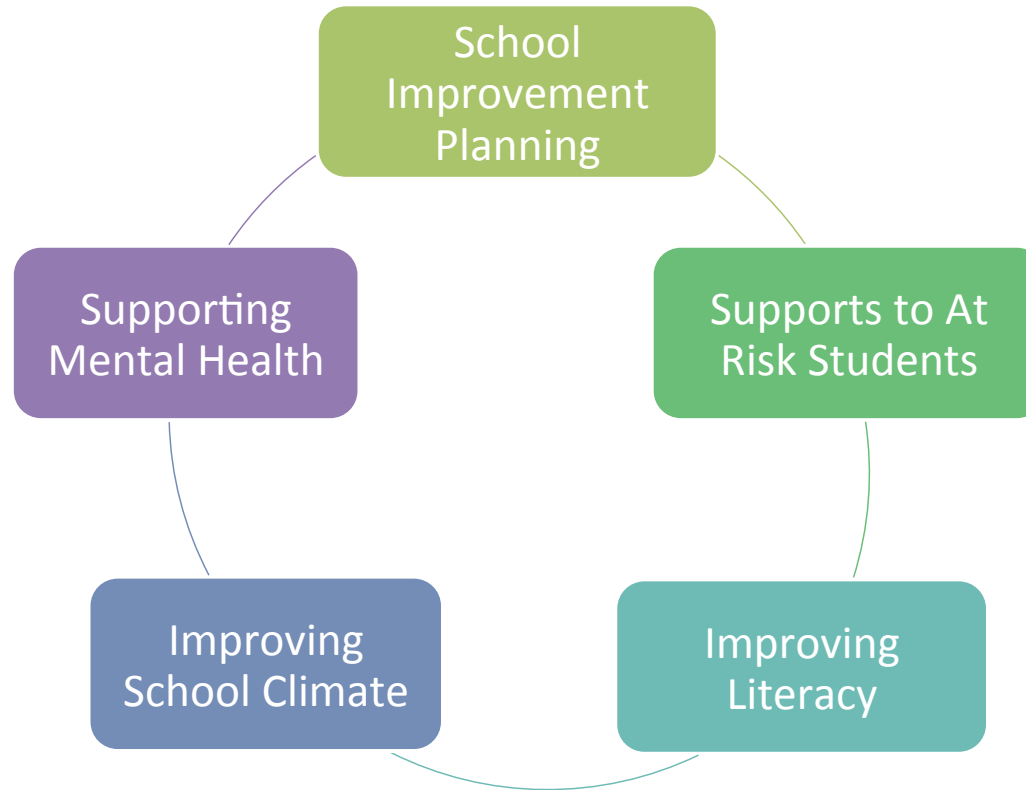 School
Improvement
Planning
Supporting
Mental Health
Supports to At
Risk Students
Improving
School Climate
Improving
Literacy